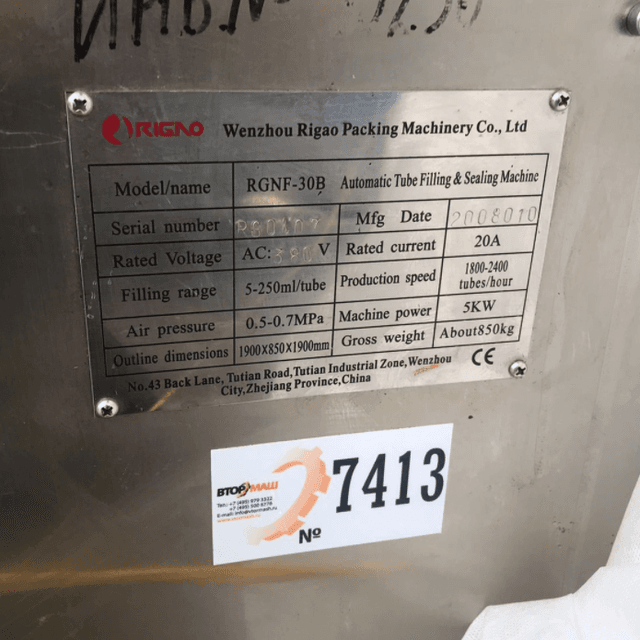 ИНВ№
RIGAO Wenzhou Rigao Packing Machinery Co., Ltd
Model/name RGNF-30B Automatic Tube Filling & Sealing Machine
Serial number Mfg Date 2008010
Rated Voltage AC:380V Rated current 20A
Filling range 5-250ml/tube Production speed 1800-2400 tubes/hour
Air pressure 0.5-0.7MPa Machine power 5KW
Outline dimensions 1900X850X1900mm Gross weight About850kg
No.43 Back Lane, Tutian Road,Tutian Industrial Zone,Wenzhou
City,Zhejiang Province,China
CE
ВТОРМАШ
№ 7413